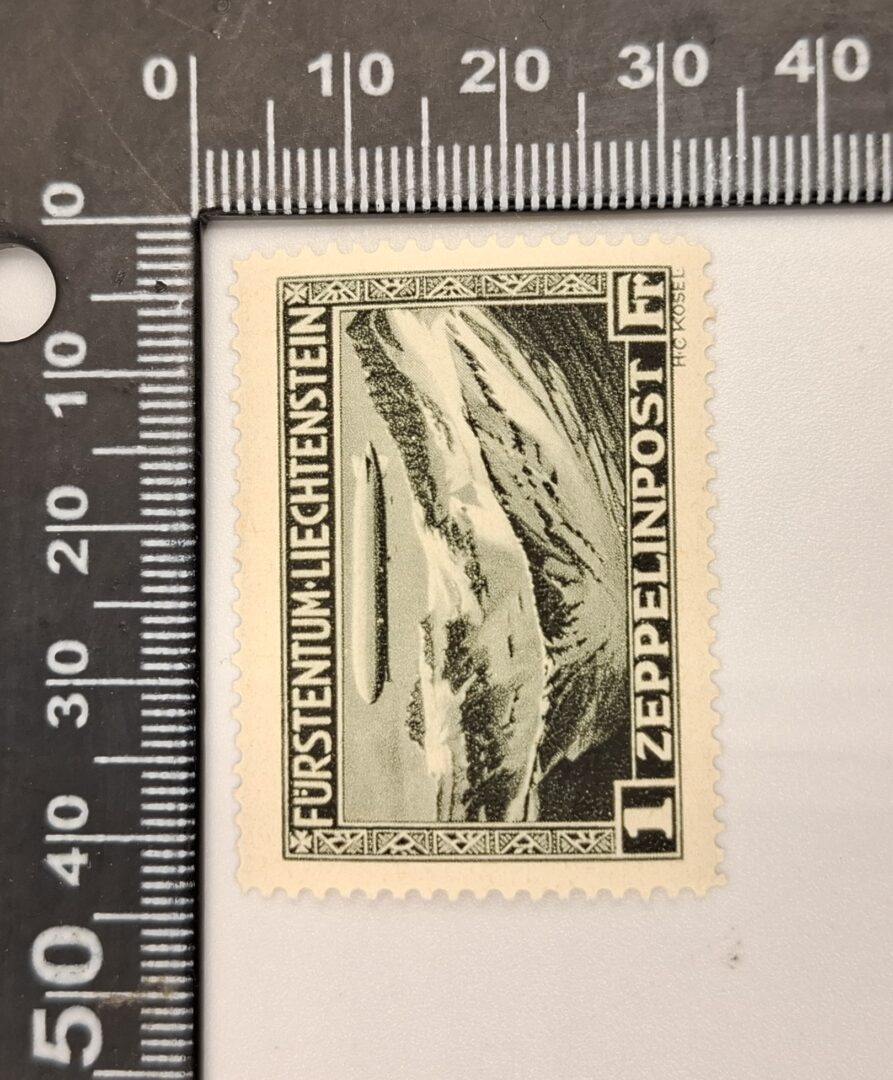 0 10 20 30 40
0
10
20
30
40
50
FÜRSTENTUM·LIECHTENSTEIN
1 ZEPPELINPOST Fr
H·C KOSEL